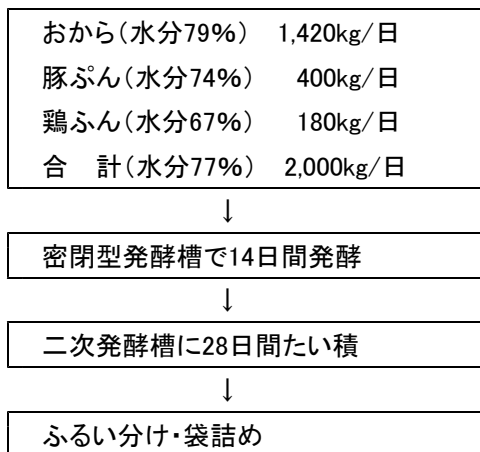 おから(水分79%) 1,420kg/日
豚ぷん(水分74%) 400kg/日
鶏ふん(水分67%) 180kg/日
合 計(水分77%) 2,000kg/日
↓
密閉型発酵槽で14日間発酵
↓
二次発酵槽に28日間たい積
↓
ふるい分け・袋詰め